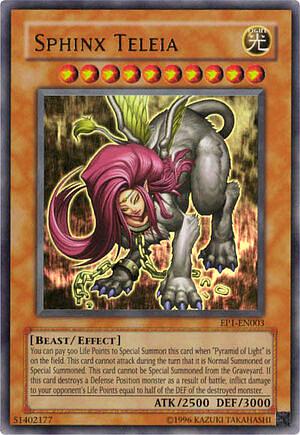 SPHINX TELEIA
LIGHT
光
EP1-EN003
[BEAST / EFFECT]
You can pay 500 Life Points to Special Summon this card when "Pyramid of Light" is
on the field. This card cannot attack during the turn that it is Normal Summoned or
Special Summoned. This card cannot be Special Summoned from the Graveyard. If
this card destroys a Defense Position monster as a result of battle, inflict damage
to your opponent's Life Points equal to half of the DEF of the destroyed monster.
ATK/2500 DEF/3000
51402177
©1996 KAZUKI TAKAHASHI